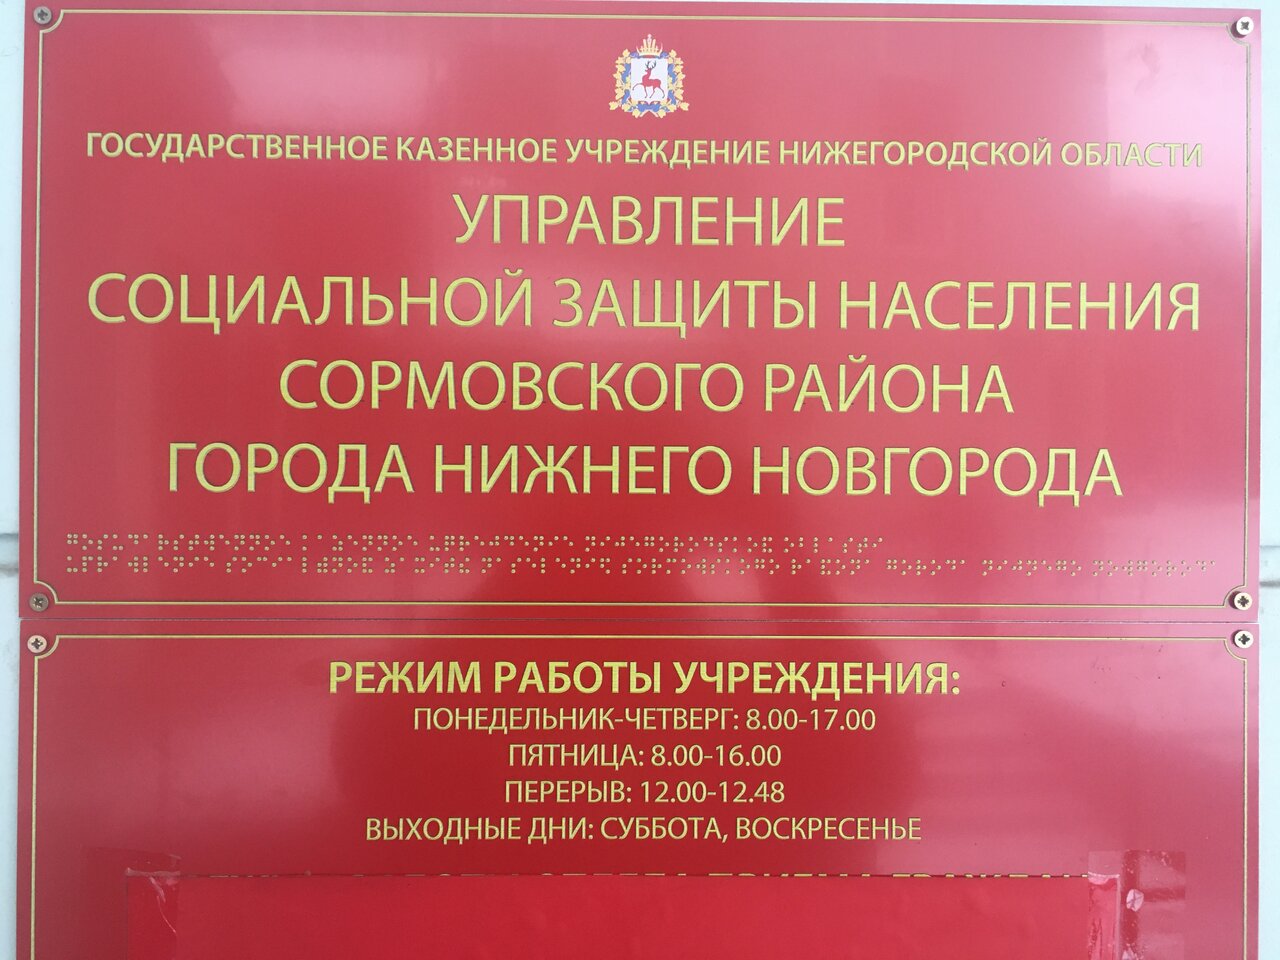 ГОСУДАРСТВЕННОЕ КАЗЕННОЕ УЧРЕЖДЕНИЕ НИЖЕГОРОДСКОЙ ОБЛАСТИ
УПРАВЛЕНИЕ
СОЦИАЛЬНОЙ ЗАЩИТЫ НАСЕЛЕНИЯ
СОРМОВСКОГО РАЙОНА
ГОРОДА НИЖНЕГО НОВГОРОДА
РЕЖИМ РАБОТЫ УЧРЕЖДЕНИЯ:
ПОНЕДЕЛЬНИК-ЧЕТВЕРГ: 8.00-17.00
ПЯТНИЦА: 8.00-16.00
ПЕРЕРЫВ: 12.00-12.48
ВЫХОДНЫЕ ДНИ: СУББОТА, ВОСКРЕСЕНЬЕ